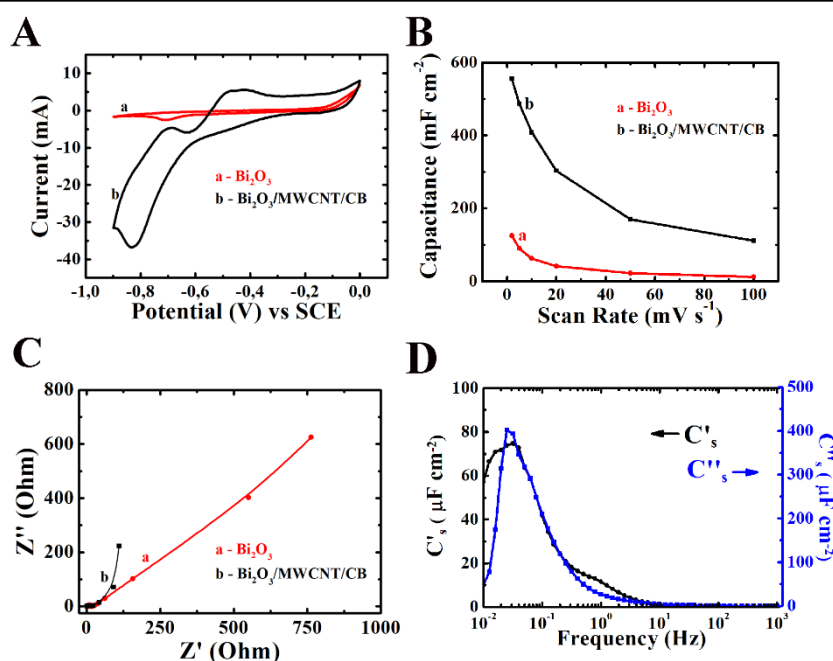 A
Current (mA)
10
0
-10
-20
-30
-40
a
b
a - Bi₂O₃
b - Bi₂O₃/MWCNT/CB
-1,0
-0,8
-0,6
-0,4
-0,2
0,0
Potential (V) vs SCE
B
Capacitance (mF cm⁻²)
600
400
200
0
b
a
a - Bi₂O₃
b - Bi₂O₃/MWCNT/CB
0
20
40
60
80
100
Scan Rate (mV s⁻¹)
C
Z'' (Ohm)
800
600
400
200
0
b
a
a - Bi₂O₃
b - Bi₂O₃/MWCNT/CB
0
250
500
750
1000
Z' (Ohm)
D
C'ₛ ( μF cm⁻²)
100
80
60
40
20
0
C'ₛ
C''ₛ
500
400
300
200
100
0
C''ₛ ( μF cm⁻²)
10⁻²
10⁻¹
10⁰
10¹
10²
10³
Frequency (Hz)